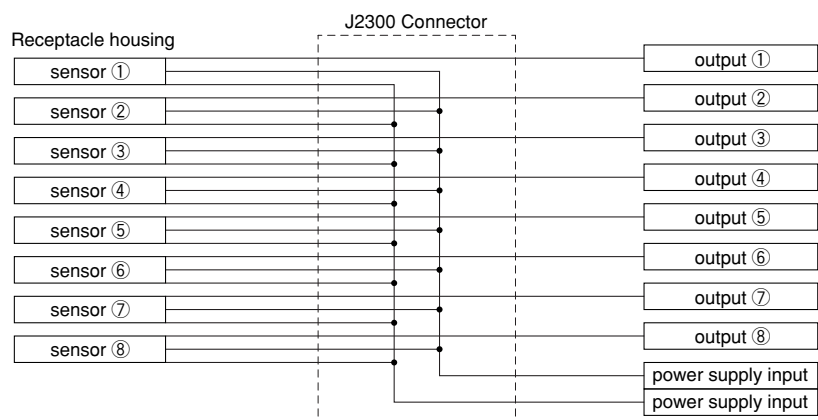 J2300 Connector
Receptacle housing
sensor ① output ①
sensor ② output ②
sensor ③ output ③
sensor ④ output ④
sensor ⑤ output ⑤
sensor ⑥ output ⑥
sensor ⑦ output ⑦
sensor ⑧ output ⑧
power supply input
power supply input